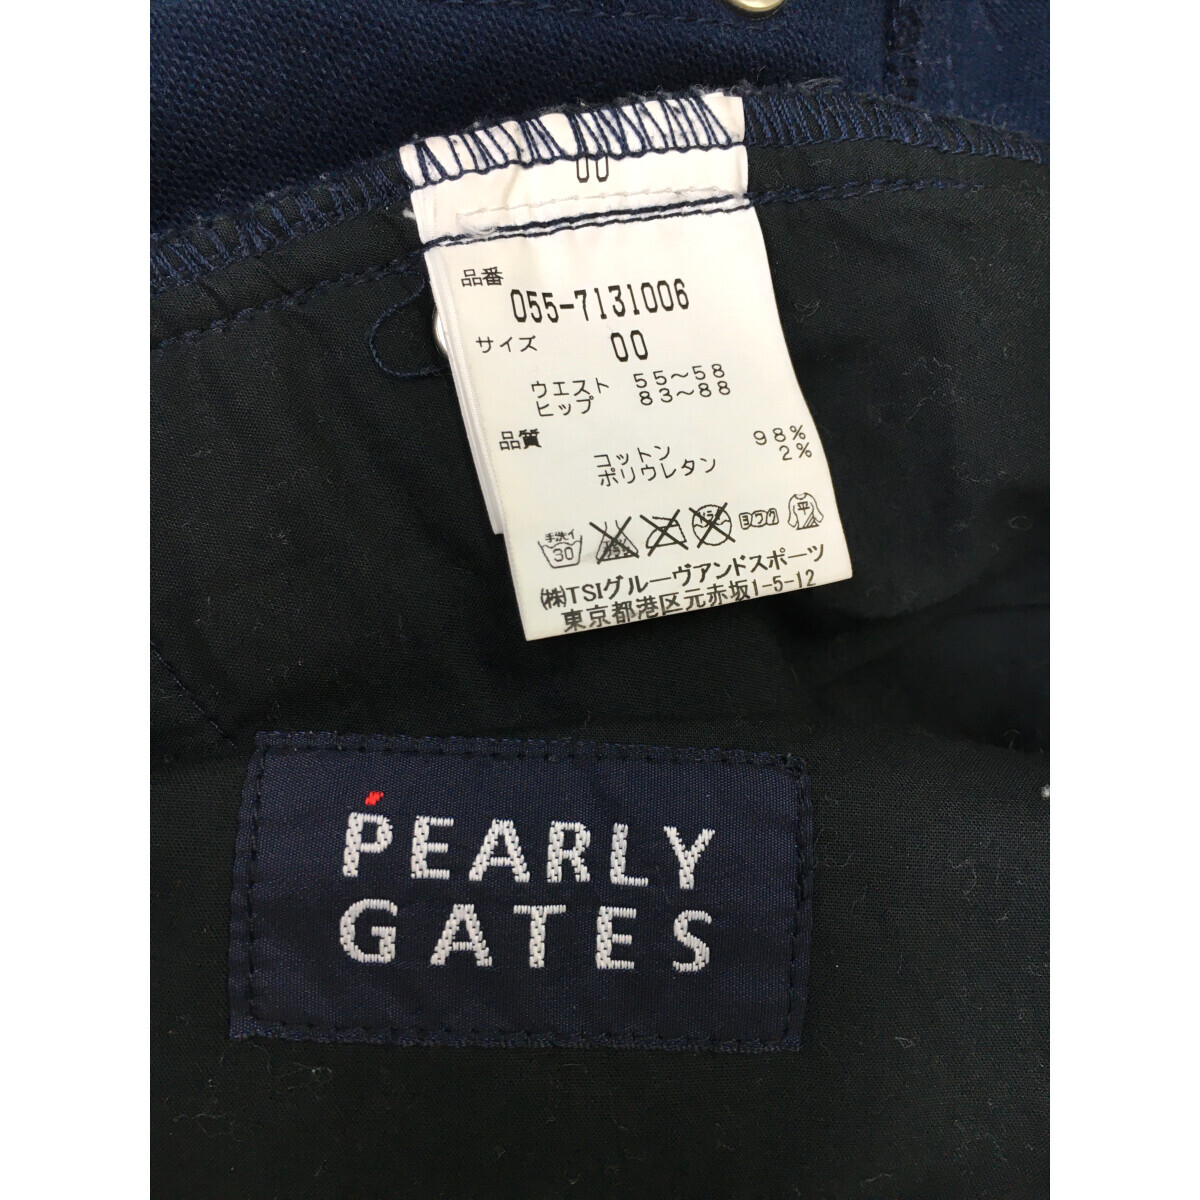 00
品番
055-7131006
サイズ 00
ウエスト 55〜58
ヒップ 83〜88
品質
コットン 98%
ポリウレタン 2%
手洗イ
30
ヨワク
平
㈱TSIグルーヴアンドスポーツ
東京都港区元赤坂1-5-12
PEARLY
GATES